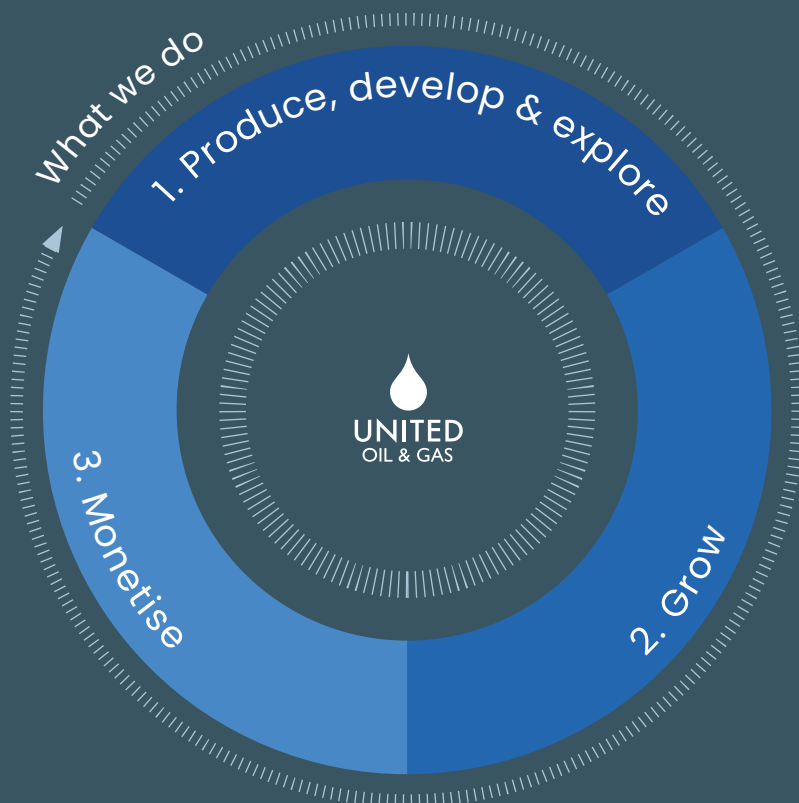 What we do
1. Produce, develop & explore
2. Grow
3. Monetise
UNITED
OIL & GAS